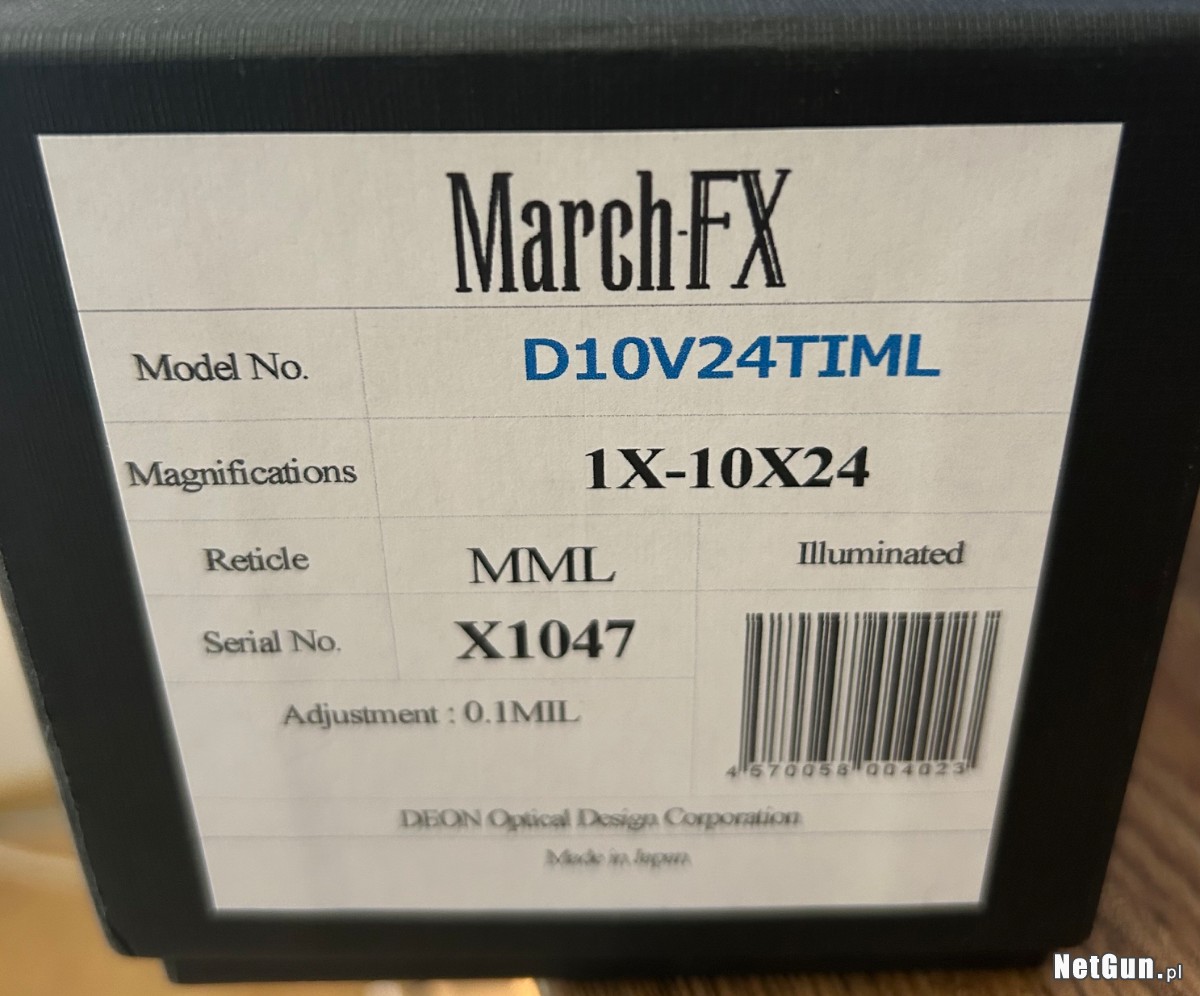 March-FX
Model No. D10V24TIML
Magnifications 1X-10X24
Reticle MML Illuminated
Serial No. X1047
Adjustment : 0.1MIL
4 570058 004023
DEON Optical Design Corporation
Made in Japan
NetGun.pl